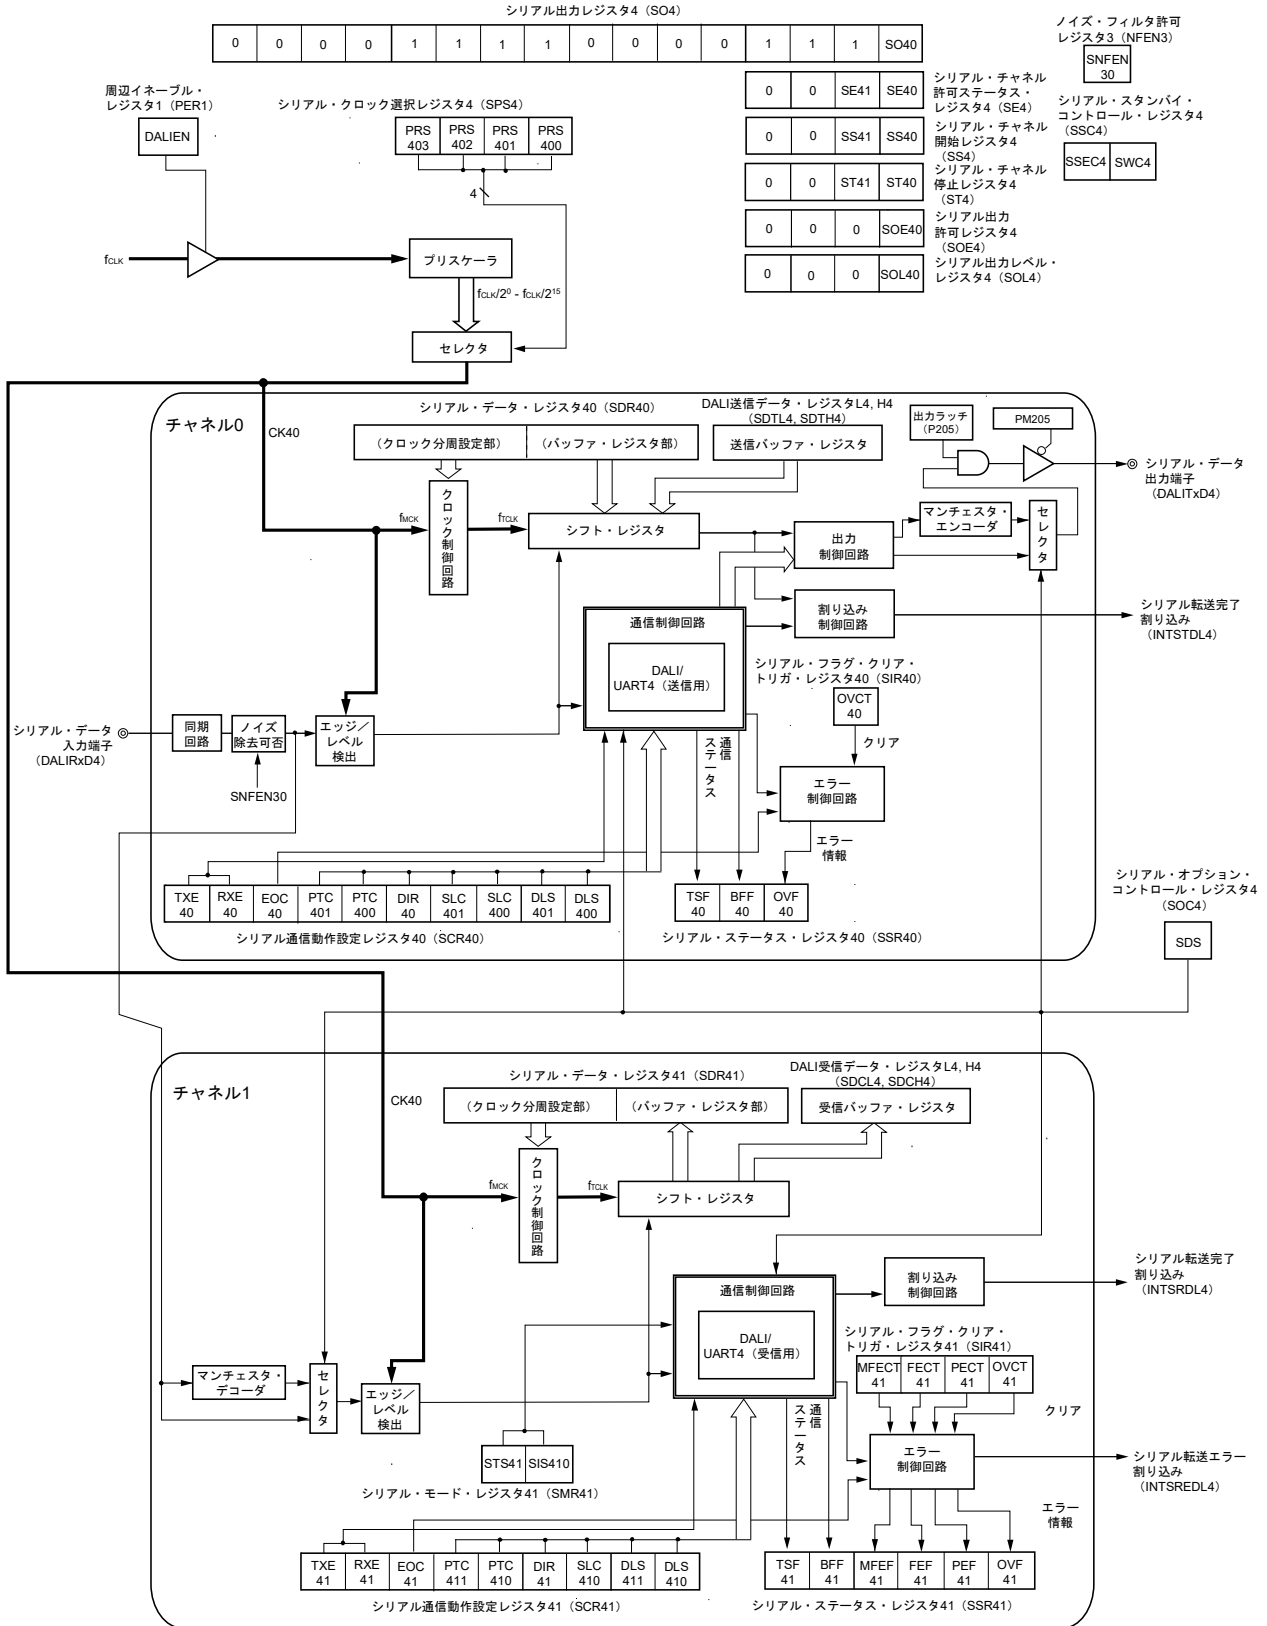 シリアル出力レジスタ4（SO4）
0 0 0 0 1 1 1 1 0 0 0 0 1 1 1 SO40
ノイズ・フィルタ許可
レジスタ3（NFEN3）
SNFEN
30
周辺イネーブル・
レジスタ1（PER1）
DALIEN
シリアル・クロック選択レジスタ4（SPS4）
PRS
403
PRS
402
PRS
401
PRS
400
4
0 0 SE41 SE40
シリアル・チャネル
許可ステータス・
レジスタ4（SE4）
0 0 SS41 SS40
シリアル・チャネル
開始レジスタ4
（SS4）
0 0 ST41 ST40
シリアル・チャネル
停止レジスタ4
（ST4）
0 0 0 SOE40
シリアル出力
許可レジスタ4
（SOE4）
0 0 0 SOL40
シリアル出力レベル・
レジスタ4（SOL4）
シリアル・スタンバイ・
コントロール・レジスタ4
（SSC4）
SSEC4 SWC4
fCLK
プリスケーラ
fCLK/2⁰ - fCLK/2¹⁵
セレクタ
チャネル0
CK40
シリアル・データ・レジスタ40（SDR40）
（クロック分周設定部）
（バッファ・レジスタ部）
DALI送信データ・レジスタL4, H4
（SDTL4, SDTH4）
送信バッファ・レジスタ
出力ラッチ
（P205）
PM205
シリアル・データ
出力端子
（DALITxD4）
fMCK
クロック制御回路
fTCLK
シフト・レジスタ
出力
制御回路
マンチェスタ・
エンコーダ
セレクタ
割り込み
制御回路
シリアル転送完了
割り込み
（INTSTDL4）
通信制御回路
DALI/
UART4（送信用）
シリアル・フラグ・クリア・
トリガ・レジスタ40（SIR40）
OVCT
40
クリア
シリアル・データ
入力端子
（DALIRxD4）
同期
回路
ノイズ
除去可否
SNFEN30
エッジ／
レベル
検出
通信
ステータス
エラー
制御回路
エラー
情報
TXE
40
RXE
40
EOC
40
PTC
401
PTC
400
DIR
40
SLC
401
SLC
400
DLS
401
DLS
400
シリアル通信動作設定レジスタ40（SCR40）
TSF
40
BFF
40
OVF
40
シリアル・ステータス・レジスタ40（SSR40）
シリアル・オプション・
コントロール・レジスタ4
（SOC4）
SDS
チャネル1
CK40
シリアル・データ・レジスタ41（SDR41）
（クロック分周設定部）
（バッファ・レジスタ部）
DALI受信データ・レジスタL4, H4
（SDCL4, SDCH4）
受信バッファ・レジスタ
fMCK
クロック制御回路
fTCLK
シフト・レジスタ
通信制御回路
DALI/
UART4（受信用）
割り込み
制御回路
シリアル転送完了
割り込み
（INTSRDL4）
シリアル・フラグ・クリア・
トリガ・レジスタ41（SIR41）
MFECT
41
FECT
41
PECT
41
OVCT
41
クリア
マンチェスタ・
デコーダ
セレクタ
エッジ／
レベル
検出
STS41 SIS410
シリアル・モード・レジスタ41（SMR41）
通信
ステータス
エラー
制御回路
シリアル転送エラー
割り込み
（INTSREDL4）
エラー
情報
TXE
41
RXE
41
EOC
41
PTC
411
PTC
410
DIR
41
SLC
410
DLS
411
DLS
410
シリアル通信動作設定レジスタ41（SCR41）
TSF
41
BFF
41
MFEF
41
FEF
41
PEF
41
OVF
41
シリアル・ステータス・レジスタ41（SSR41）